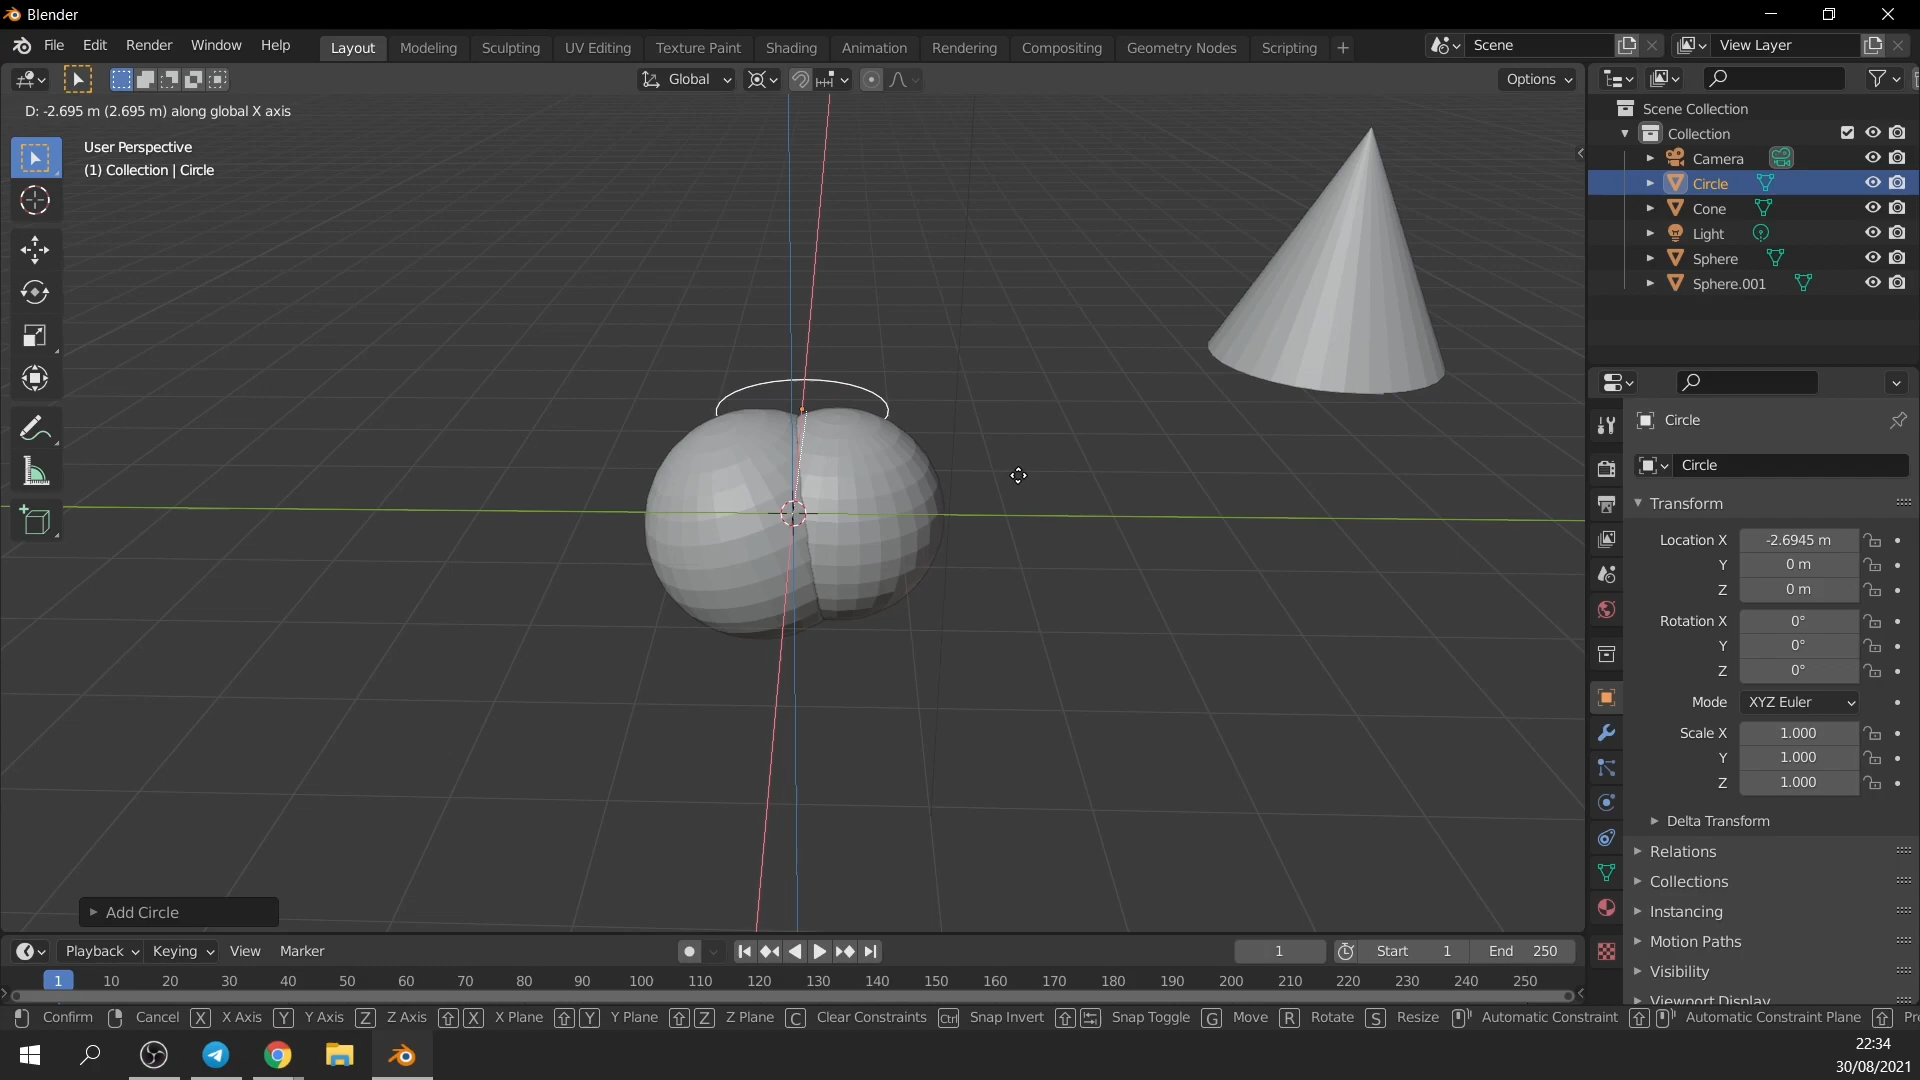 Blender
File Edit Render Window Help Layout Modeling Sculpting UV Editing Texture Paint Shading Animation Rendering Compositing Geometry Nodes Scripting + Scene View Layer
Global Options
D: -2.695 m (2.695 m) along global X axis
User Perspective
(1) Collection | Circle
Scene Collection
Collection
Camera
Circle
Cone
Light
Sphere
Sphere.001
Circle
Circle
Transform
Location X -2.6945 m
Y 0 m
Z 0 m
Rotation X 0°
Y 0°
Z 0°
Mode XYZ Euler
Scale X 1.000
Y 1.000
Z 1.000
Delta Transform
Relations
Collections
Instancing
Motion Paths
Visibility
Viewport Display
Add Circle
Playback Keying View Marker 1 Start 1 End 250
1 10 20 30 40 50 60 70 80 90 100 110 120 130 140 150 160 170 180 190 200 210 220 230 240 250
Confirm Cancel X X Axis Y Y Axis Z Z Axis X X Plane Y Y Plane Z Z Plane C Clear Constraints Ctrl Snap Invert Snap Toggle G Move R Rotate S Resize Automatic Constraint Automatic Constraint Plane
22:34
30/08/2021